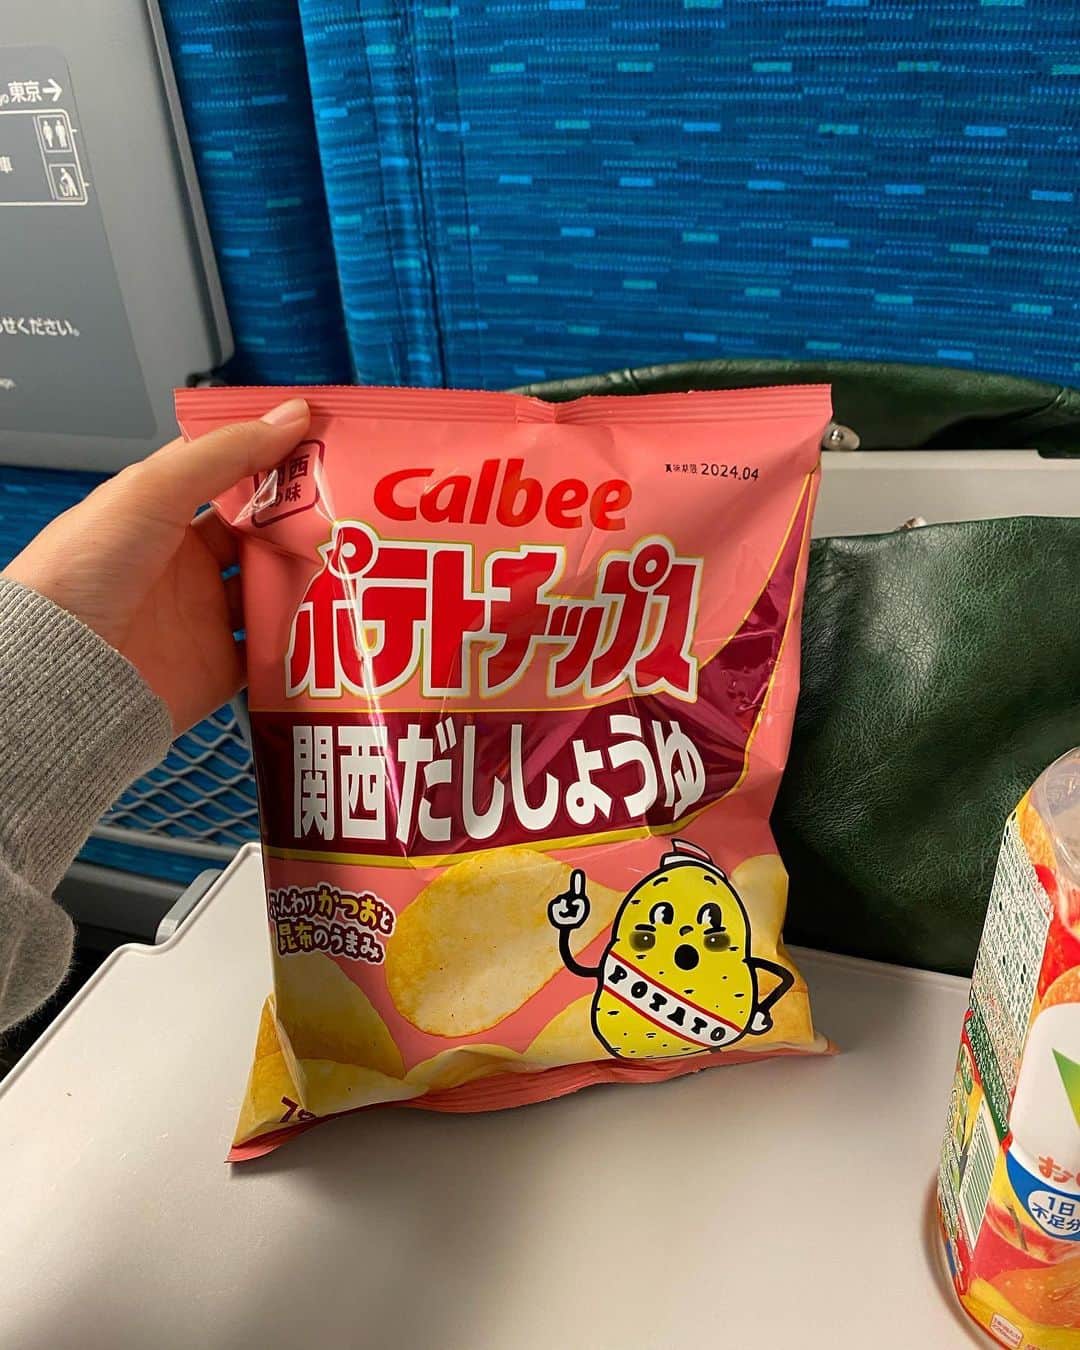 東京→
せください。
関西
の味
calbee
賞味期限 2024.04
ポテトチップス
関西だししょうゆ
ふんわりかつおと
昆布のうまみ
POTATO
1日
不足分